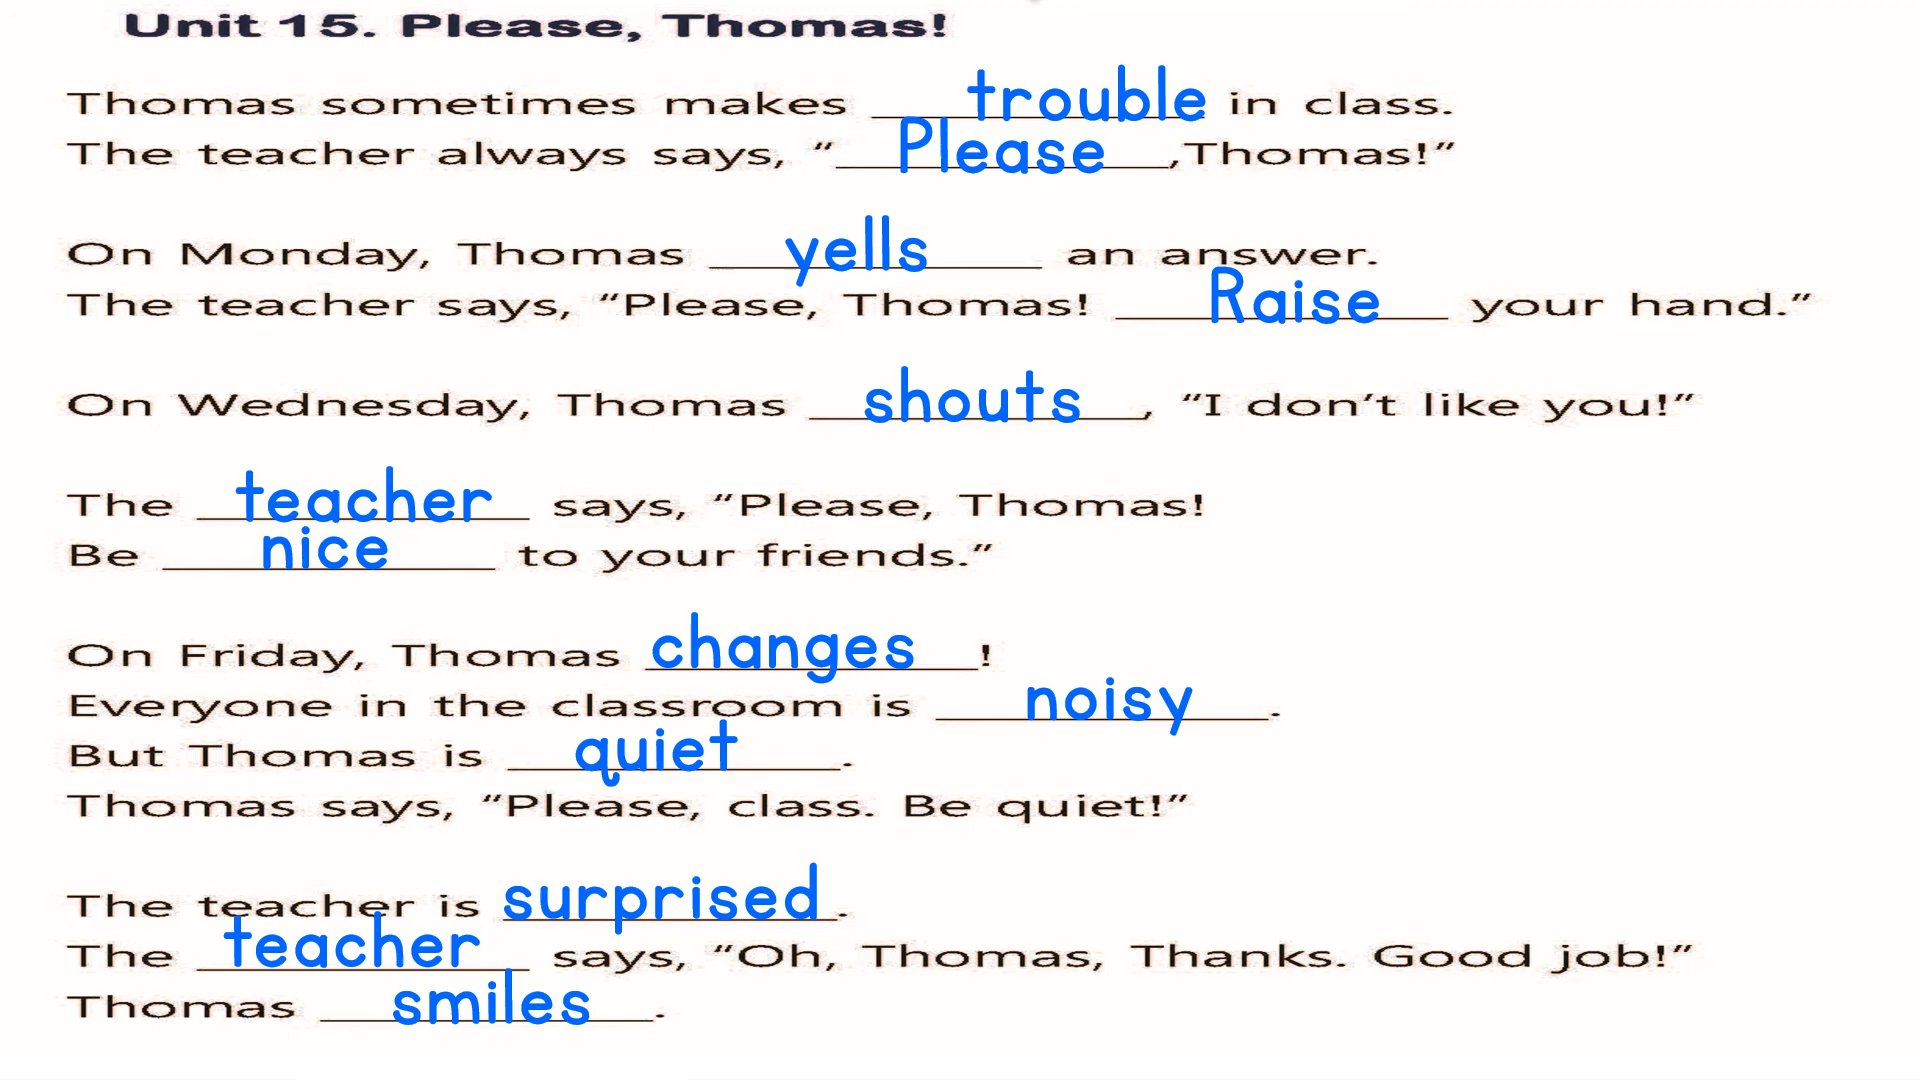 Unit 15. Please, Thomas!
Thomas sometimes makes trouble in class.
The teacher always says, “Please,Thomas!”
On Monday, Thomas yells an answer.
The teacher says, “Please, Thomas! Raise your hand.”
On Wednesday, Thomas shouts, “I don’t like you!”
The teacher says, “Please, Thomas!
Be nice to your friends.”
On Friday, Thomas changes!
Everyone in the classroom is noisy.
But Thomas is quiet.
Thomas says, “Please, class. Be quiet!”
The teacher is surprised.
The teacher says, “Oh, Thomas, Thanks. Good job!”
Thomas smiles.